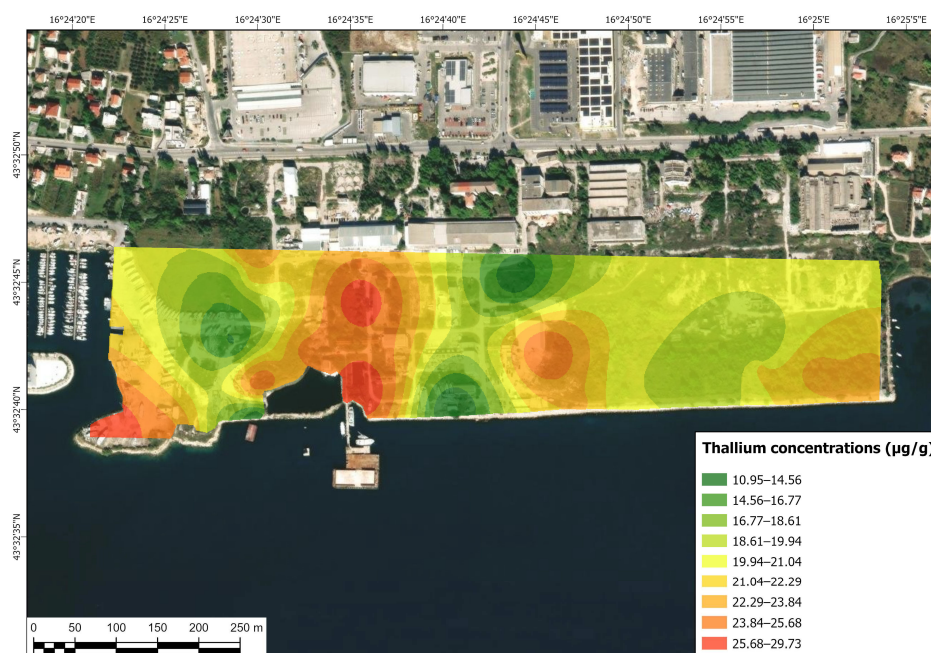 16°24'20"E 16°24'25"E 16°24'30"E 16°24'35"E 16°24'40"E 16°24'45"E 16°24'50"E 16°24'55"E 16°25'E 16°25'5"E
43°32'50"N
43°32'45"N
43°32'40"N
43°32'35"N
Thallium concentrations (µg/g)
10.95–14.56
14.56–16.77
16.77–18.61
18.61–19.94
19.94–21.04
21.04–22.29
22.29–23.84
23.84–25.68
25.68–29.73
0 50 100 150 200 250 m